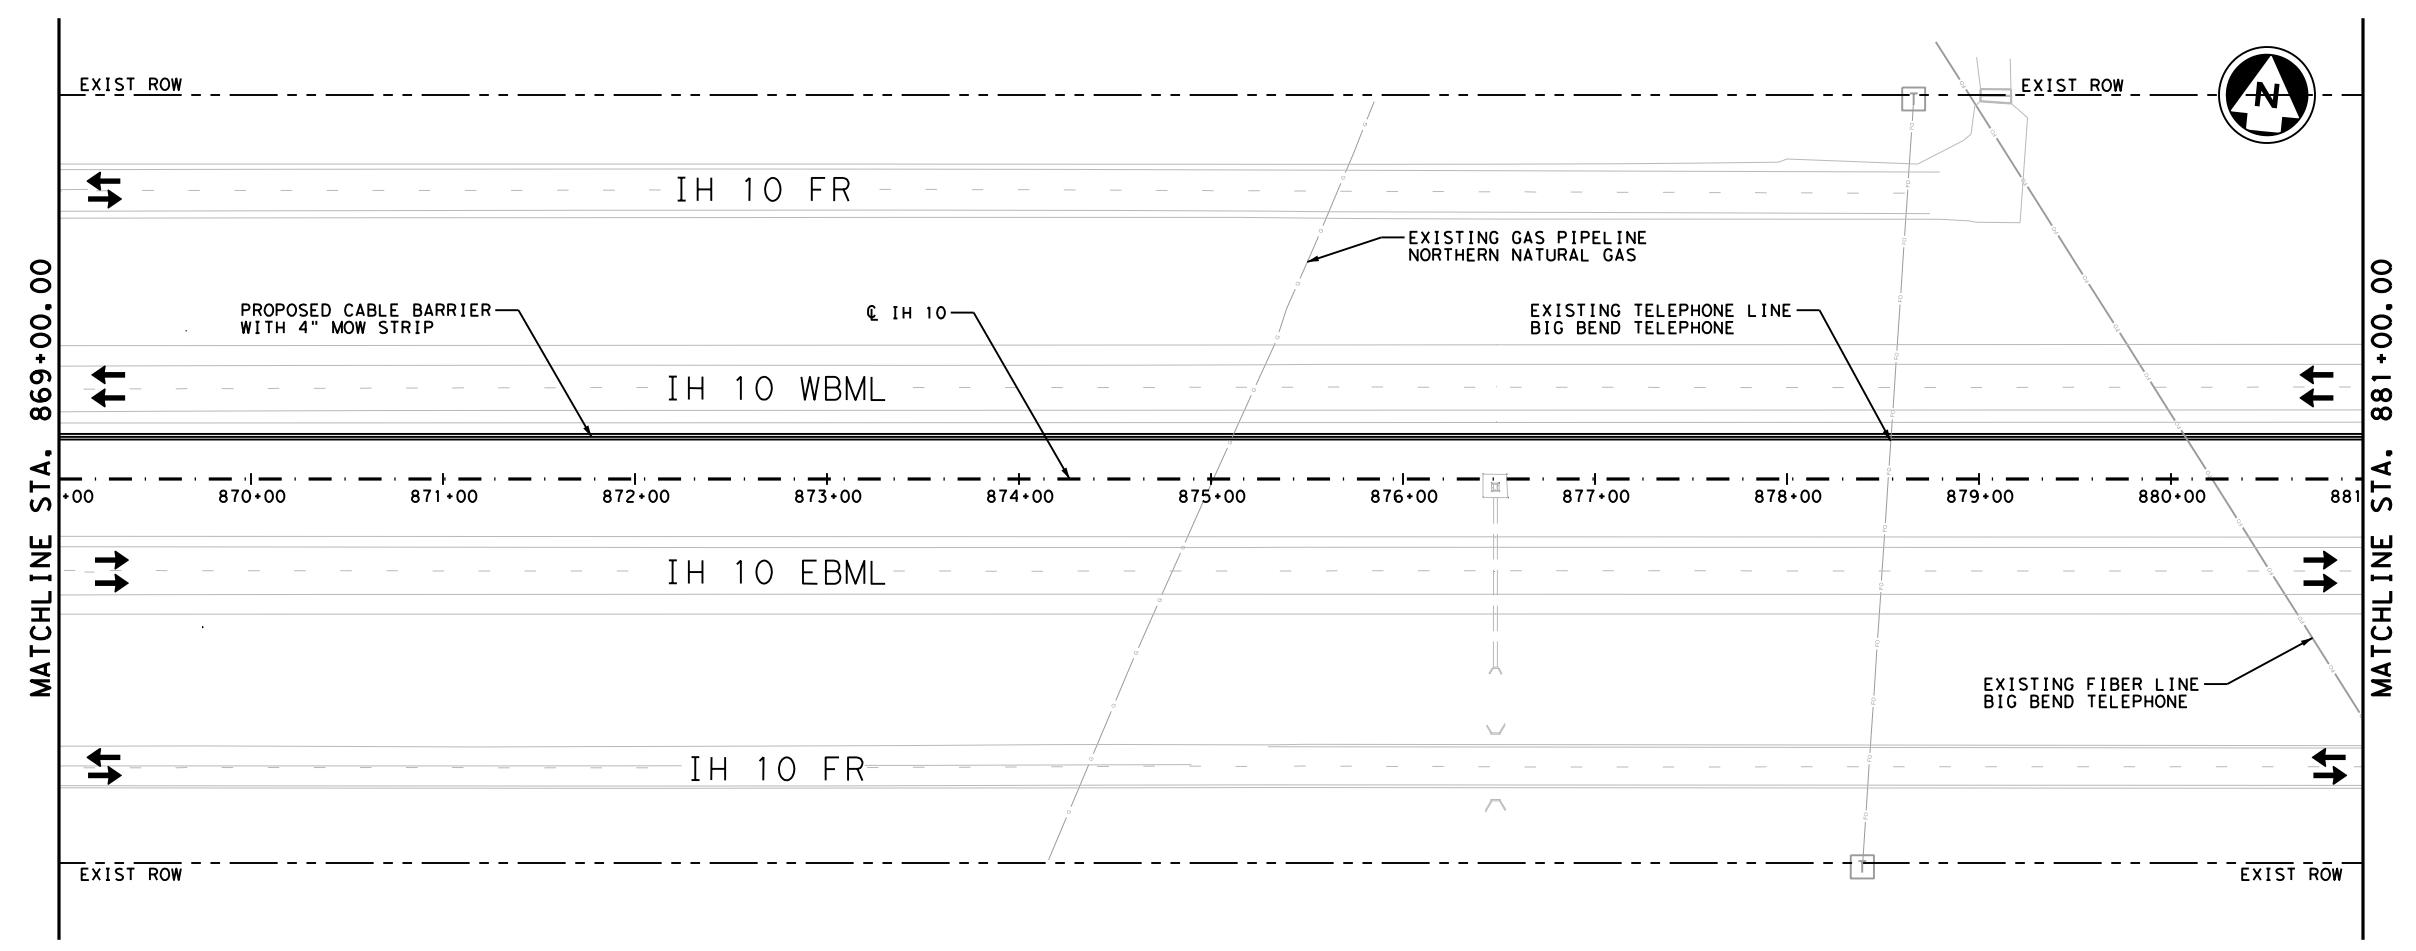 EXIST ROW
EXIST ROW
N
T
IH 10 FR
EXISTING GAS PIPELINE
NORTHERN NATURAL GAS
PROPOSED CABLE BARRIER
WITH 4" MOW STRIP
℄ IH 10
EXISTING TELEPHONE LINE
BIG BEND TELEPHONE
MATCHLINE STA. 869+00.00
MATCHLINE STA. 881+00.00
IH 10 WBML
+00 870+00 871+00 872+00 873+00 874+00 875+00 876+00 877+00 878+00 879+00 880+00 881
IH 10 EBML
EXISTING FIBER LINE
BIG BEND TELEPHONE
IH 10 FR
T
EXIST ROW
EXIST ROW